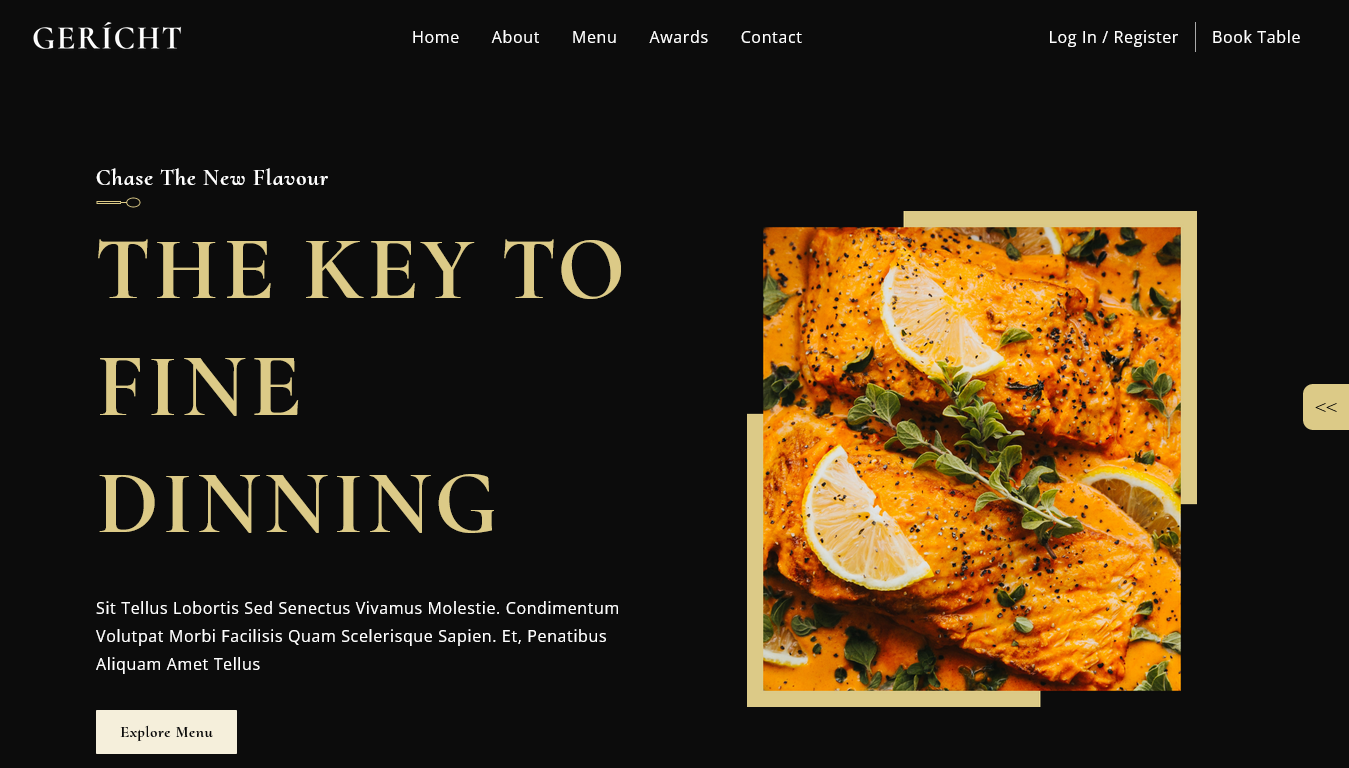 GERÍCHT
Home About Menu Awards Contact
Log In / Register Book Table
Chase The New Flavour
THE KEY TO
FINE
DINNING
Sit Tellus Lobortis Sed Senectus Vivamus Molestie. Condimentum
Volutpat Morbi Facilisis Quam Scelerisque Sapien. Et, Penatibus
Aliquam Amet Tellus
Explore Menu
<<